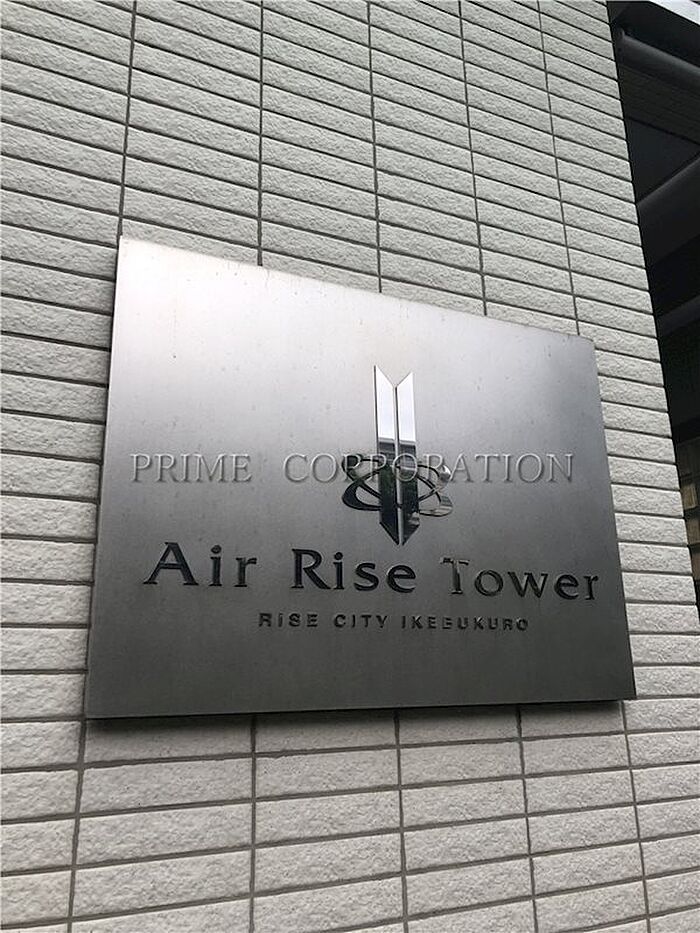 PRIME CORPORATION
Air Rise Tower
RISE CITY IKEBUKURO